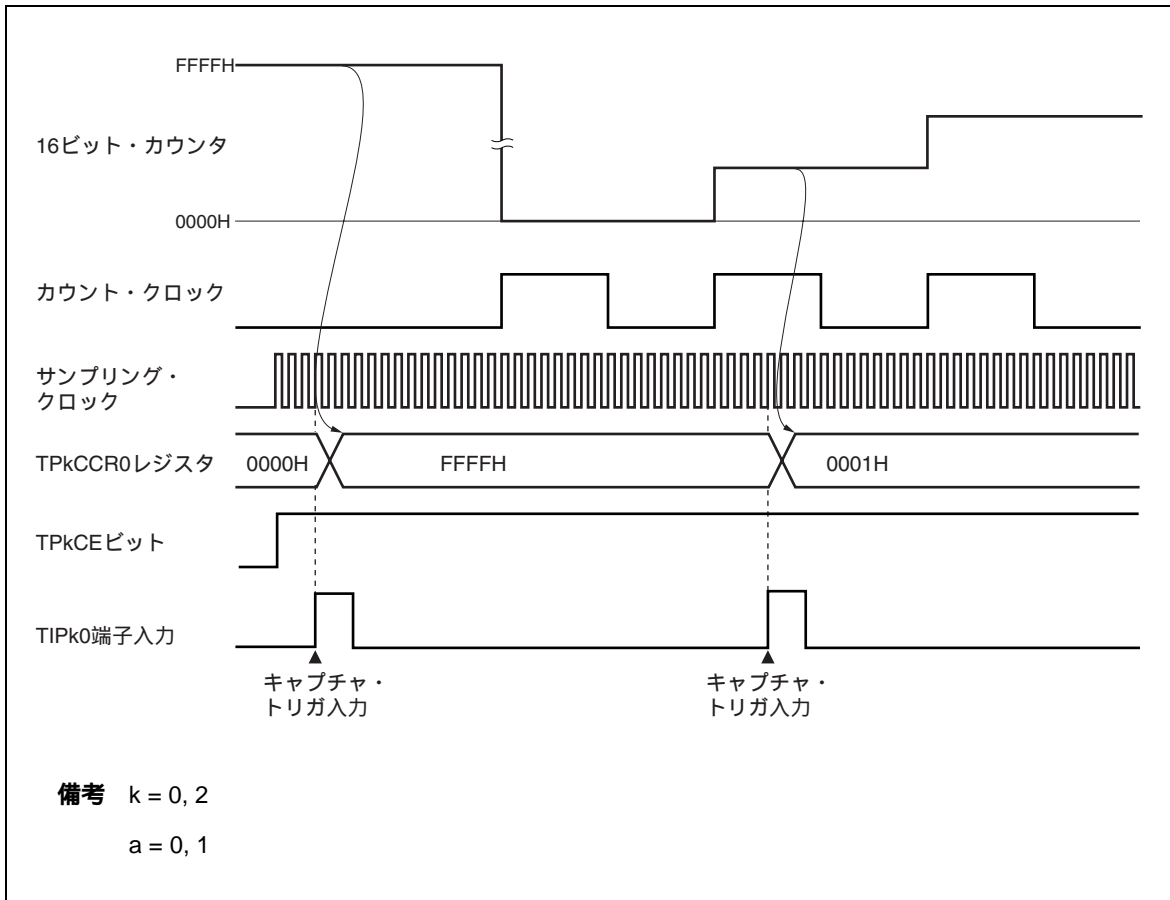 FFFFH
16ビット・カウンタ
0000H
カウント・クロック
サンプリング・
クロック
TPkCCR0レジスタ 0000H FFFFH 0001H
TPkCEビット
TIPk0端子入力
キャプチャ・
トリガ入力
キャプチャ・
トリガ入力
備考 k = 0, 2
a = 0, 1